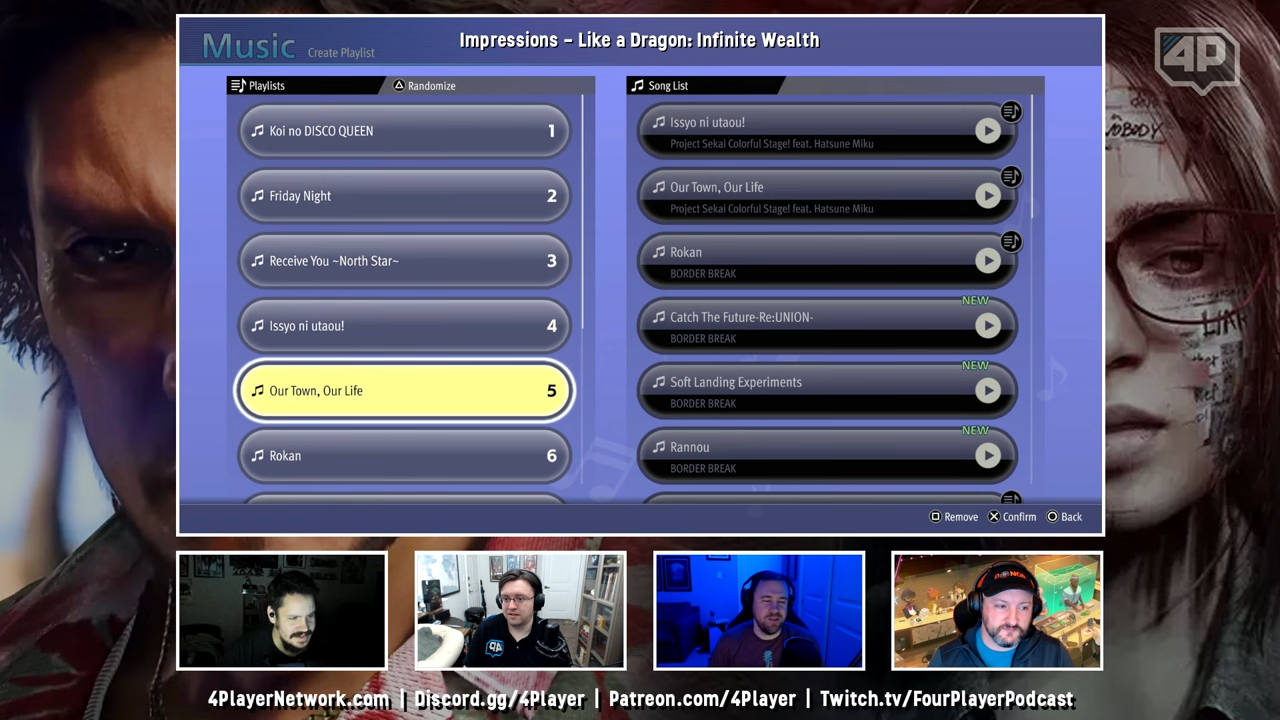 Impressions – Like a Dragon: Infinite Wealth
4P
Music Create Playlist
Playlists
Randomize
Koi no DISCO QUEEN 1
Friday Night 2
Receive You ~North Star~ 3
Issyo ni utaou! 4
Our Town, Our Life 5
Rokan 6
Song List
Issyo ni utaou!
Project Sekai Colorful Stage! feat. Hatsune Miku
Our Town, Our Life
Project Sekai Colorful Stage! feat. Hatsune Miku
Rokan
BORDER BREAK
NEW
Catch The Future-Re:UNION-
BORDER BREAK
NEW
Soft Landing Experiments
BORDER BREAK
NEW
Rannou
BORDER BREAK
Remove Confirm Back
NOBODY
LIAR
4P
4PlayerNetwork.com | Discord.gg/4Player | Patreon.com/4Player | Twitch.tv/FourPlayerPodcast